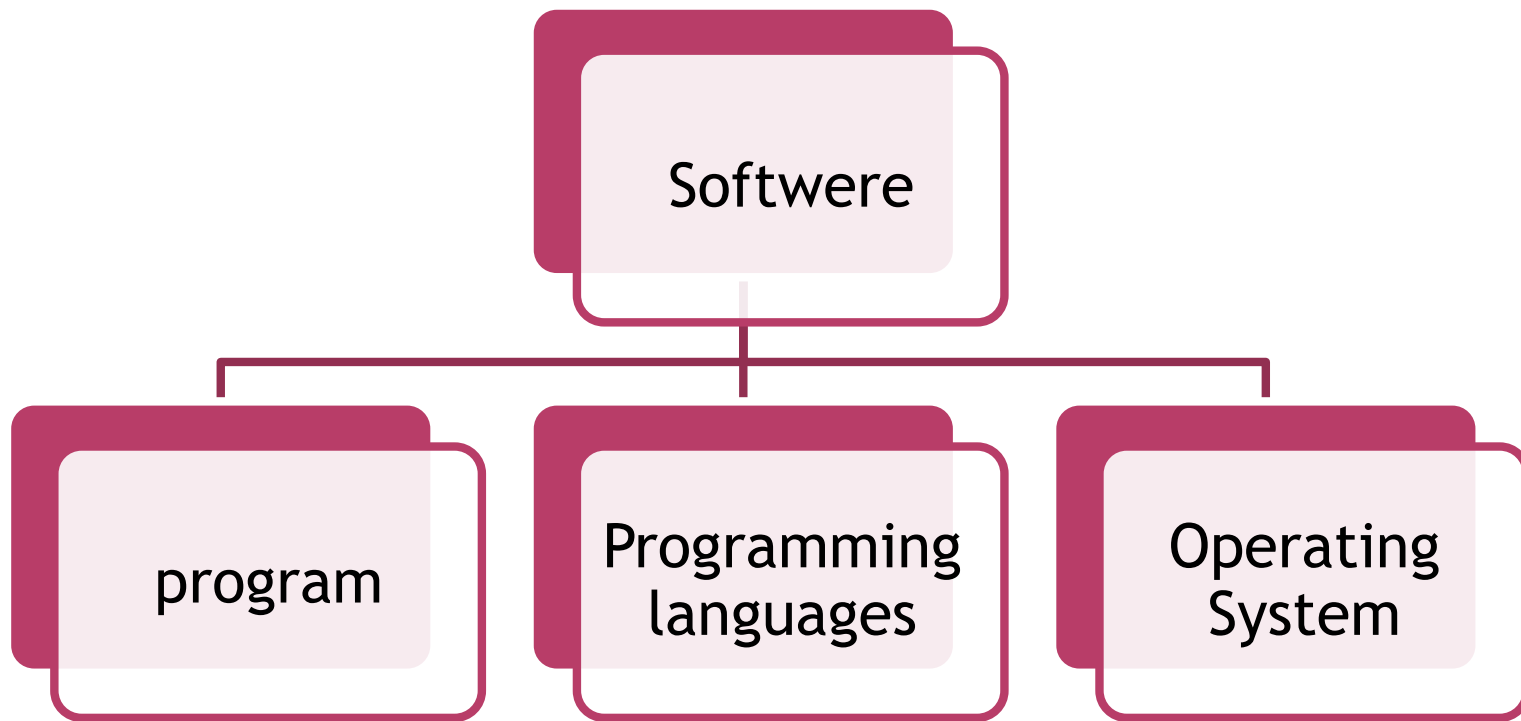 Softwere
program
Programming
languages
Operating
System